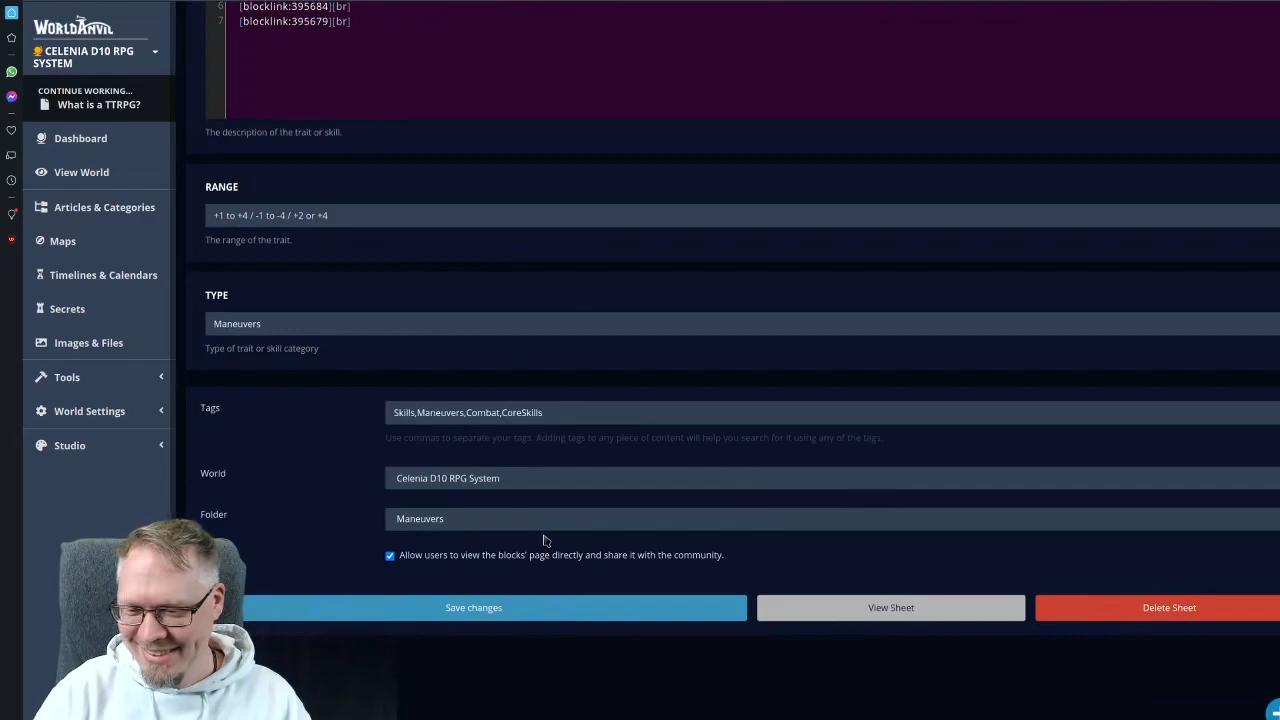 WORLDANVIL
CELENIA D10 RPG
SYSTEM
CONTINUE WORKING...
What is a TTRPG?
Dashboard
View World
Articles & Categories
Maps
Timelines & Calendars
Secrets
Images & Files
Tools
World Settings
Studio
6 [blocklink:395684][br]
7 [blocklink:395679][br]
The description of the trait or skill.
RANGE
+1 to +4 / -1 to -4 / +2 or +4
The range of the trait.
TYPE
Maneuvers
Type of trait or skill category
Tags
Skills,Maneuvers,Combat,CoreSkills
Use commas to separate your tags. Adding tags to any piece of content will help you search for it using any of the tags.
World
Celenia D10 RPG System
Folder
Maneuvers
Allow users to view the blocks' page directly and share it with the community.
Save changes
View Sheet
Delete Sheet